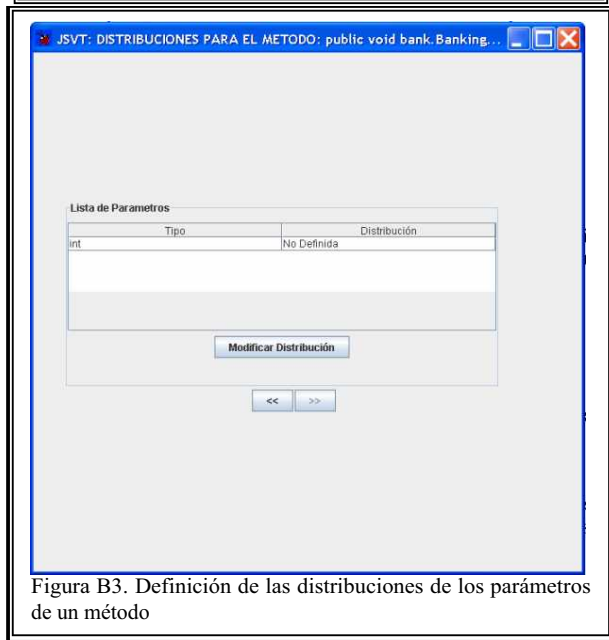 JSVT: DISTRIBUCIONES PARA EL METODO: public void bank.Banking...
Lista de Parametros
Tipo Distribución
int No Definida
Modificar Distribución
<< >>
Figura B3. Definición de las distribuciones de los parámetros
de un método